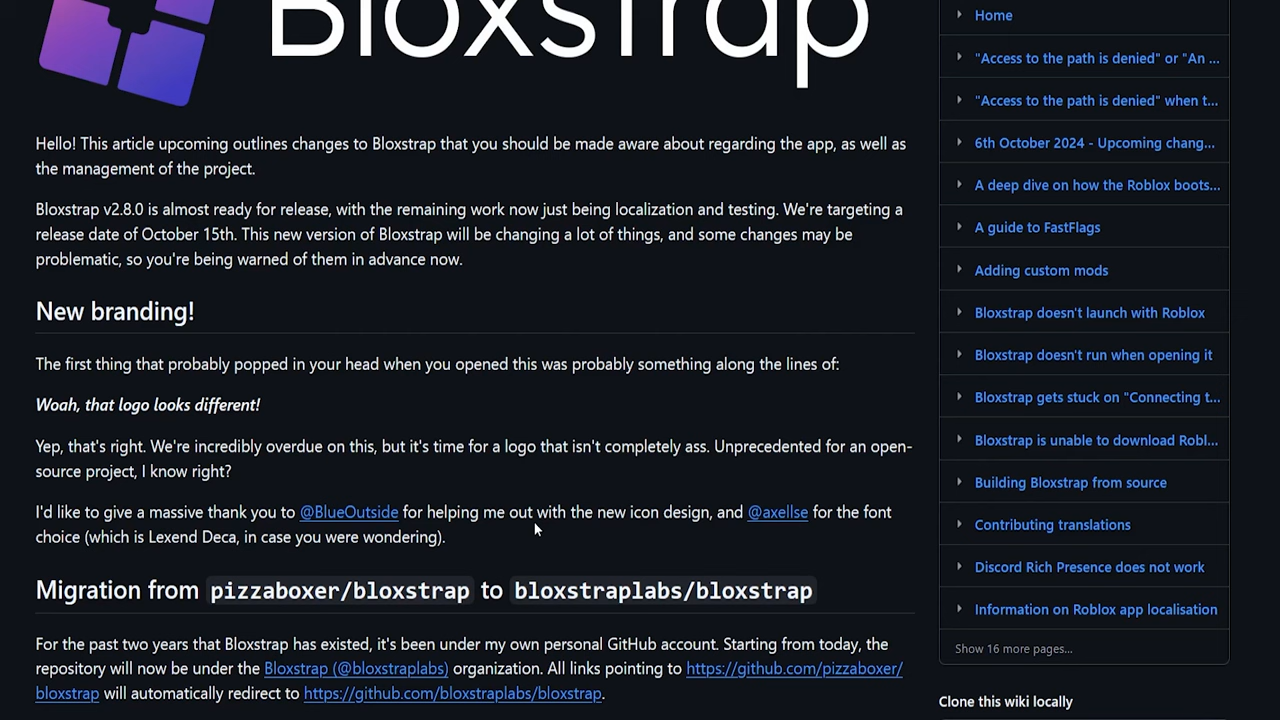 Bloxstrap
Hello! This article upcoming outlines changes to Bloxstrap that you should be made aware about regarding the app, as well as
the management of the project.
Bloxstrap v2.8.0 is almost ready for release, with the remaining work now just being localization and testing. We're targeting a
release date of October 15th. This new version of Bloxstrap will be changing a lot of things, and some changes may be
problematic, so you're being warned of them in advance now.
New branding!
The first thing that probably popped in your head when you opened this was probably something along the lines of:
Woah, that logo looks different!
Yep, that's right. We're incredibly overdue on this, but it's time for a logo that isn't completely ass. Unprecedented for an open-
source project, I know right?
I'd like to give a massive thank you to @BlueOutside for helping me out with the new icon design, and @axellse for the font
choice (which is Lexend Deca, in case you were wondering).
Migration from pizzaboxer/bloxstrap to bloxstraplabs/bloxstrap
For the past two years that Bloxstrap has existed, it's been under my own personal GitHub account. Starting from today, the
repository will now be under the Bloxstrap (@bloxstraplabs) organization. All links pointing to https://github.com/pizzaboxer/
bloxstrap will automatically redirect to https://github.com/bloxstraplabs/bloxstrap.
Home
"Access to the path is denied" or "An ...
"Access to the path is denied" when t...
6th October 2024 - Upcoming chang...
A deep dive on how the Roblox boots...
A guide to FastFlags
Adding custom mods
Bloxstrap doesn't launch with Roblox
Bloxstrap doesn't run when opening it
Bloxstrap gets stuck on "Connecting t...
Bloxstrap is unable to download Robl...
Building Bloxstrap from source
Contributing translations
Discord Rich Presence does not work
Information on Roblox app localisation
Show 16 more pages...
Clone this wiki locally